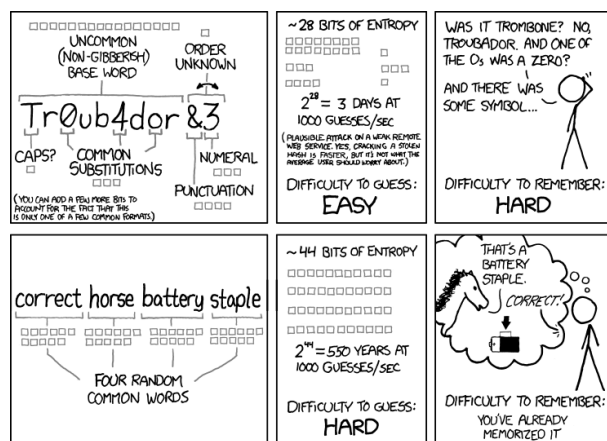 UNCOMMON
(NON-GIBBERISH)
BASE WORD
ORDER
UNKNOWN
Tr0ub4dor &3
CAPS?
COMMON
SUBSTITUTIONS
NUMERAL
PUNCTUATION
(YOU CAN ADD A FEW MORE BITS TO
ACCOUNT FOR THE FACT THAT THIS
IS ONLY ONE OF A FEW COMMON FORMATS.)
~28 BITS OF ENTROPY
2^28 = 3 DAYS AT
1000 GUESSES/SEC
(PLAUSIBLE ATTACK ON A WEAK REMOTE
WEB SERVICE. YES, CRACKING A STOLEN
HASH IS FASTER, BUT IT'S NOT WHAT THE
AVERAGE USER SHOULD WORRY ABOUT.)
DIFFICULTY TO GUESS:
EASY
WAS IT TROMBONE? NO,
TROUBADOR. AND ONE OF
THE Os WAS A ZERO?
AND THERE WAS
SOME SYMBOL...
DIFFICULTY TO REMEMBER:
HARD
correct horse battery staple
FOUR RANDOM
COMMON WORDS
~44 BITS OF ENTROPY
2^44 = 550 YEARS AT
1000 GUESSES/SEC
DIFFICULTY TO GUESS:
HARD
THAT'S A
BATTERY
STAPLE.
CORRECT!
DIFFICULTY TO REMEMBER:
YOU'VE ALREADY
MEMORIZED IT